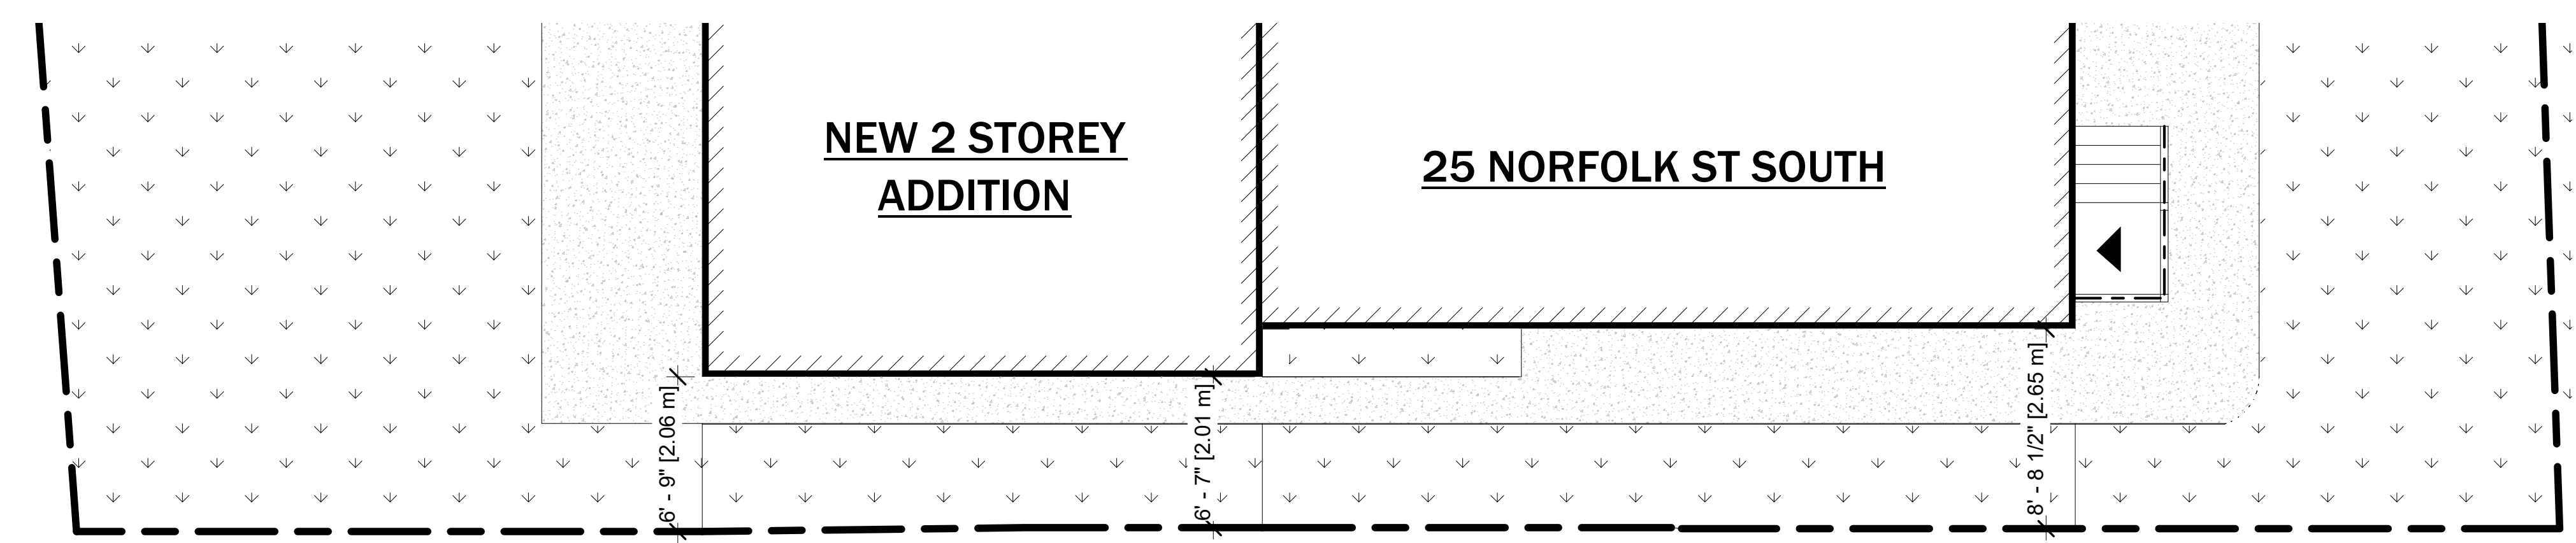 NEW 2 STOREY
ADDITION
25 NORFOLK ST SOUTH
6' - 9" [2.06 m]
6' - 7" [2.01 m]
8' - 8 1/2" [2.65 m]